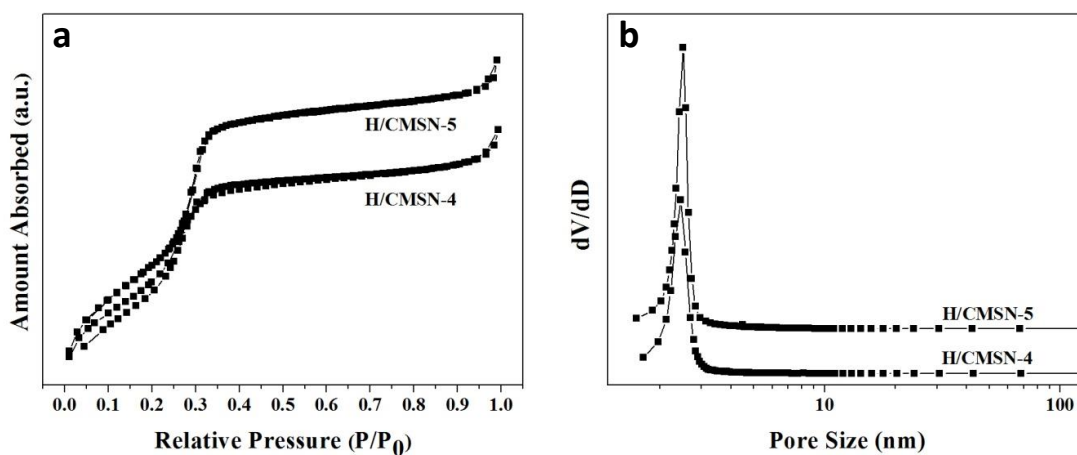 a
Amount Absorbed (a.u.)
H/CMSN-5
H/CMSN-4
0.0 0.1 0.2 0.3 0.4 0.5 0.6 0.7 0.8 0.9 1.0
Relative Pressure (P/P0)
b
dV/dD
H/CMSN-5
H/CMSN-4
10 100
Pore Size (nm)